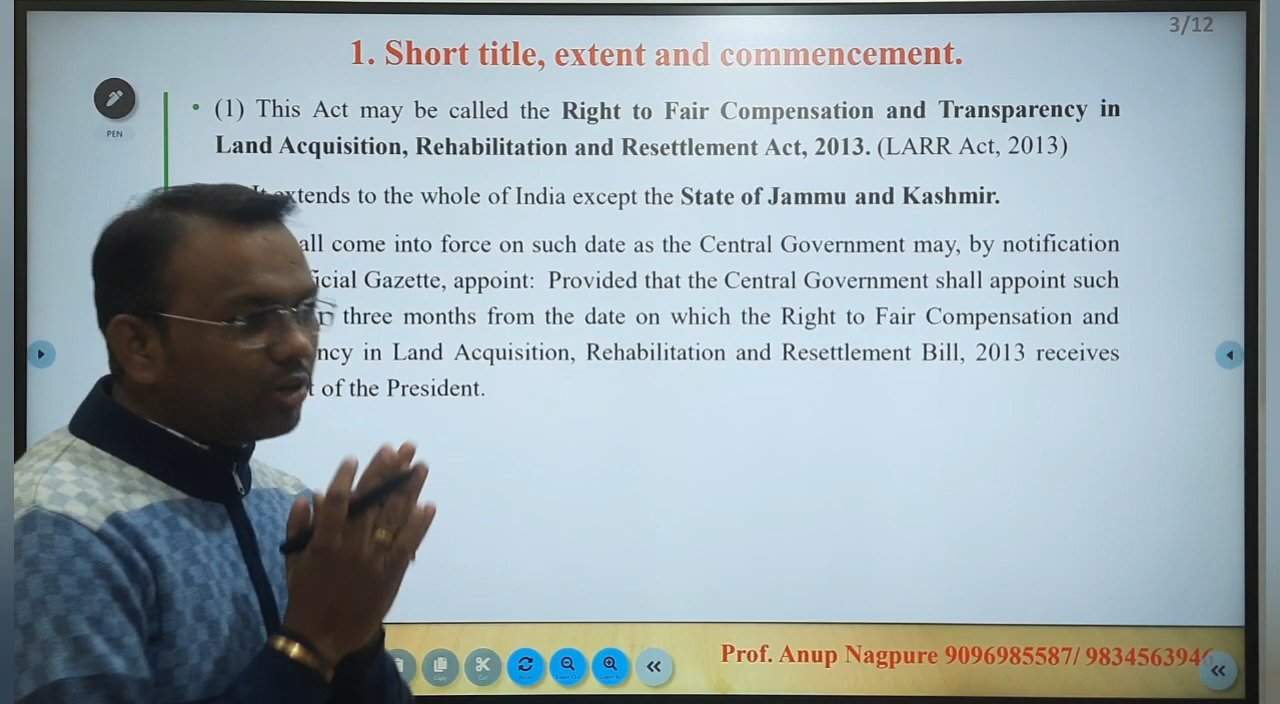 3/12
1. Short title, extent and commencement.
PEN
• (1) This Act may be called the Right to Fair Compensation and Transparency in
Land Acquisition, Rehabilitation and Resettlement Act, 2013. (LARR Act, 2013)
extends to the whole of India except the State of Jammu and Kashmir.
all come into force on such date as the Central Government may, by notification
icial Gazette, appoint: Provided that the Central Government shall appoint such
three months from the date on which the Right to Fair Compensation and
ncy in Land Acquisition, Rehabilitation and Resettlement Bill, 2013 receives
t of the President.
Copy
Cut
Prof. Anup Nagpure 9096985587/ 9834563946